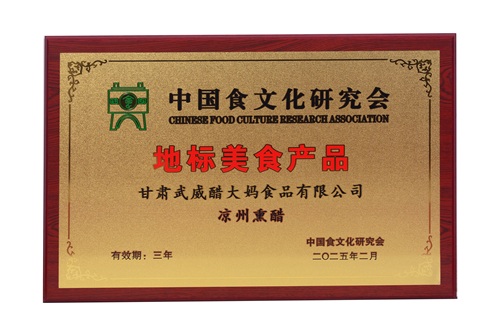 中国食文化研究会
CHINESE FOOD CULTURE RESEARCH ASSOCIATION
地标美食产品
甘肃武威醋大妈食品有限公司
凉州熏醋
中国食文化研究会
有效期：三年
二〇二五年二月